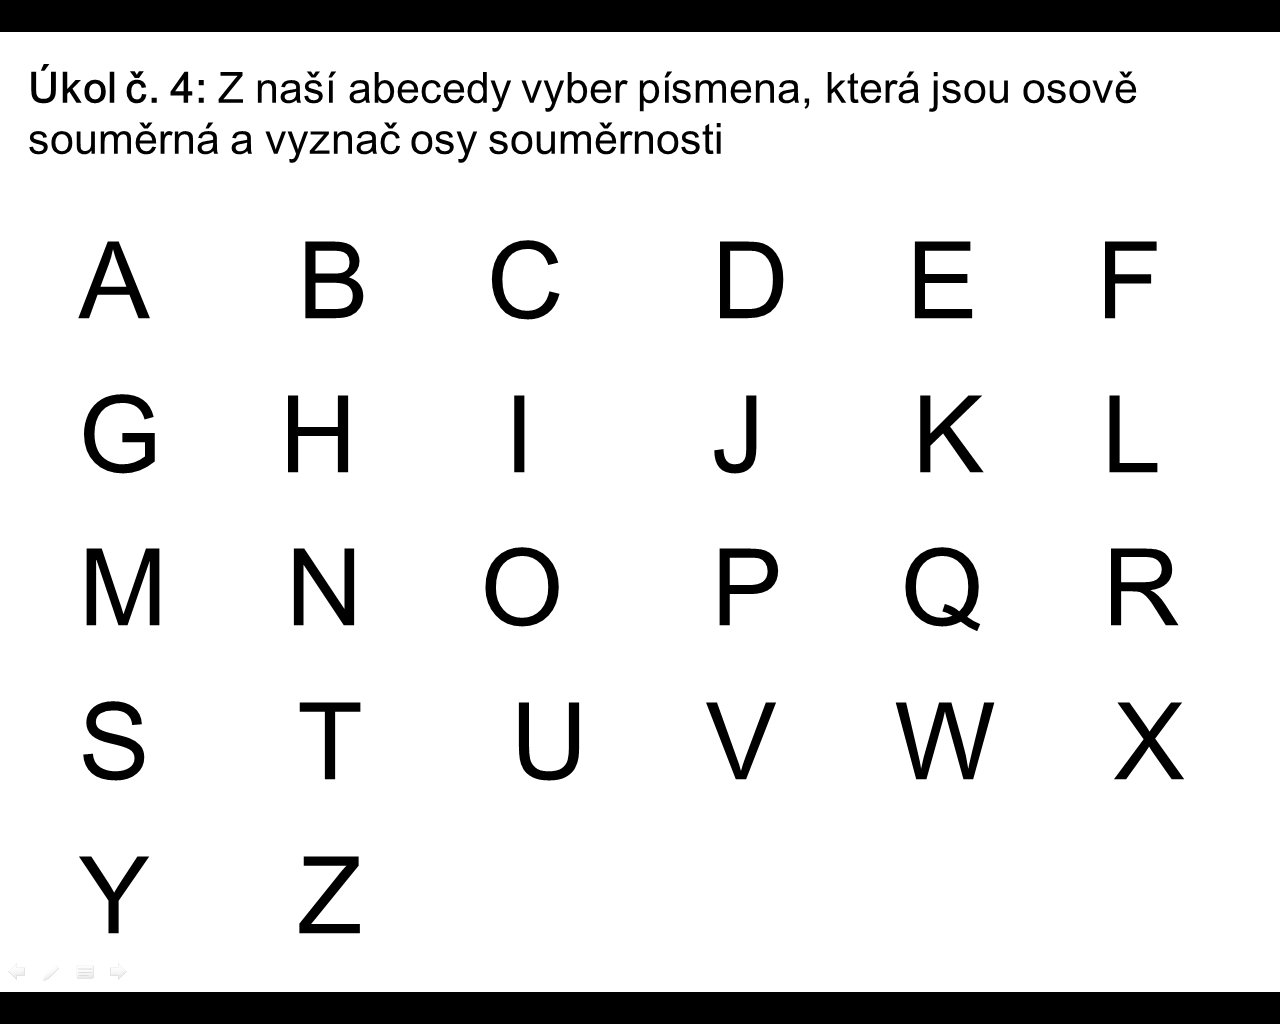 Úkol č. 4: Z naší abecedy vyber písmena, která jsou osově
souměrná a vyznač osy souměrnosti
A B C D E F
G H I J K L
M N O P Q R
S T U V W X
Y Z